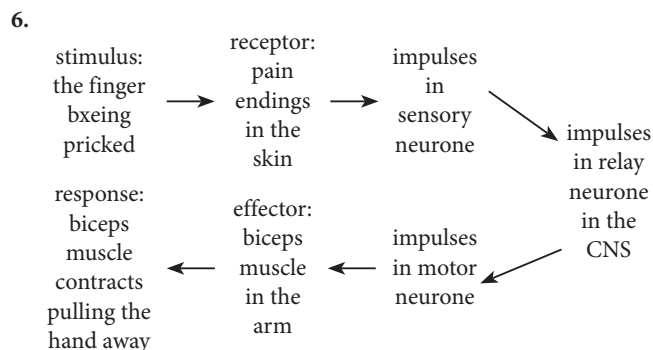 6.
stimulus:
the finger
bxeing
pricked
receptor:
pain
endings
in the
skin
impulses
in
sensory
neurone
impulses
in relay
neurone
in the
CNS
impulses
in motor
neurone
effector:
biceps
muscle
in the
arm
response:
biceps
muscle
contracts
pulling the
hand away